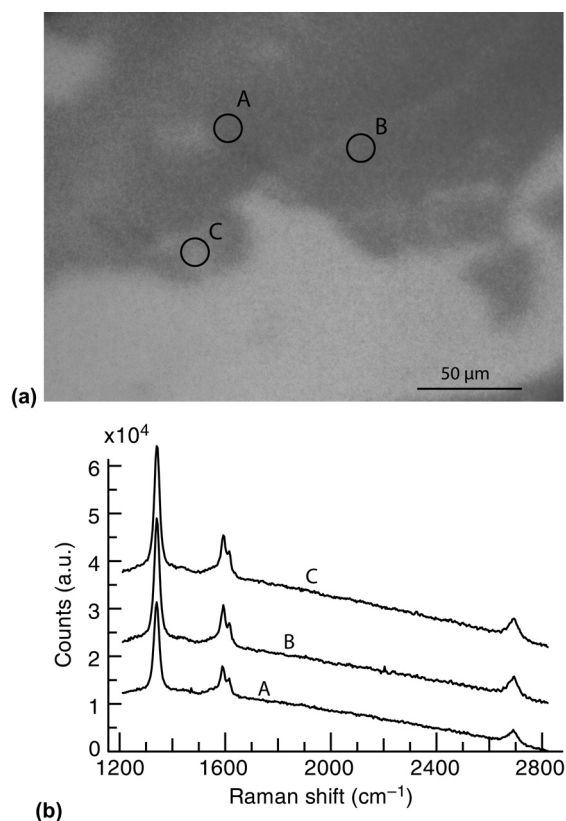 A
B
C
50 µm
(a)
x10⁴
6
5
4
3
2
1
0
Counts (a.u.)
C
B
A
1200
1600
2000
2400
2800
Raman shift (cm⁻¹)
(b)